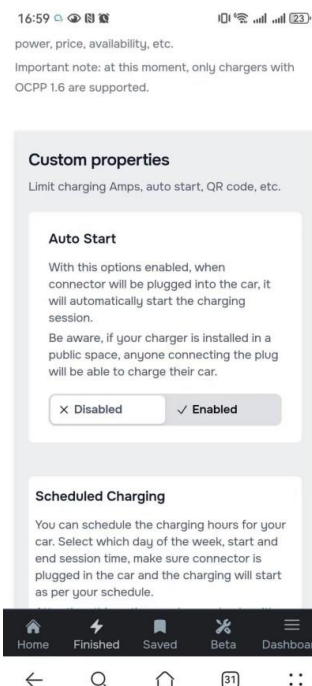 16:59
23
power, price, availability, etc.
Important note: at this moment, only chargers with
OCPP 1.6 are supported.
Custom properties
Limit charging Amps, auto start, QR code, etc.
Auto Start
With this options enabled, when
connector will be plugged into the car, it
will automatically start the charging
session.
Be aware, if your charger is installed in a
public space, anyone connecting the plug
will be able to charge their car.
Disabled
Enabled
Scheduled Charging
You can schedule the charging hours for your
car. Select which day of the week, start and
end session time, make sure connector is
plugged in the car and the charging will start
as per your schedule.
Home
Finished
Saved
Beta
Dashboar
31